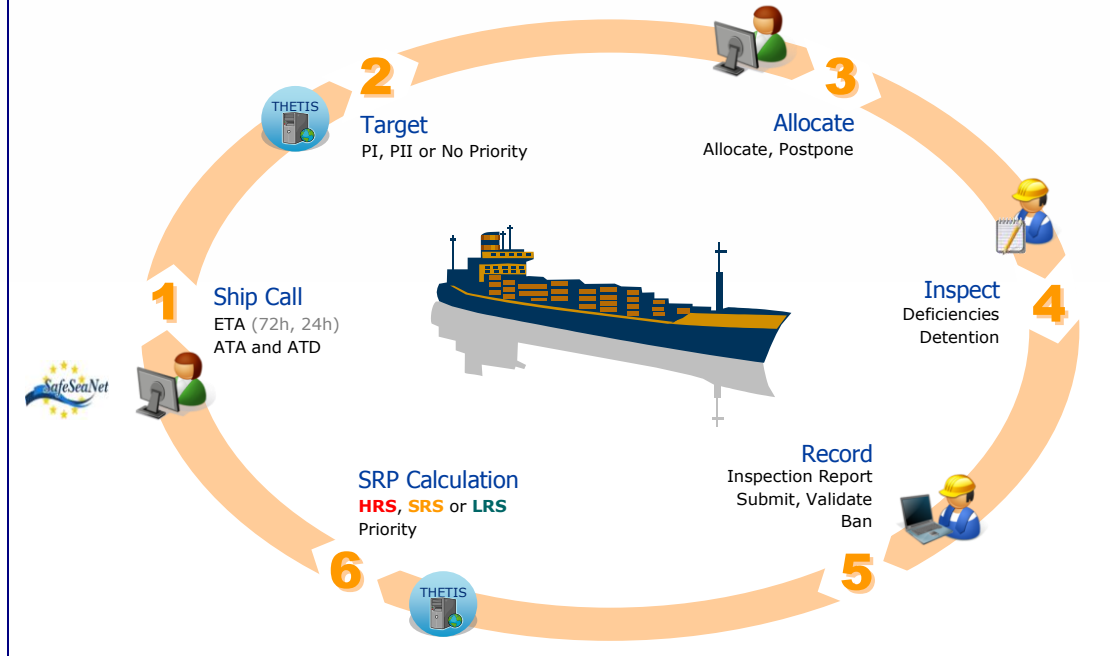 1
Ship Call
ETA (72h, 24h)
ATA and ATD
SafeSeaNet
2
THETIS
Target
PI, PII or No Priority
3
Allocate
Allocate, Postpone
4
Inspect
Deficiencies
Detention
5
Record
Inspection Report
Submit, Validate
Ban
6
SRP Calculation
HRS, SRS or LRS
Priority
THETIS